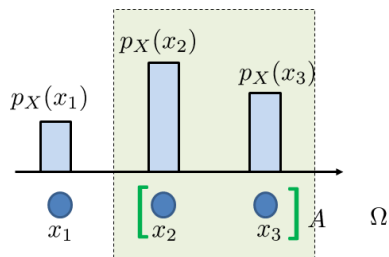 p_X(x_2)
p_X(x_3)
p_X(x_1)
x_1 [ x_2 x_3 ] A Ω